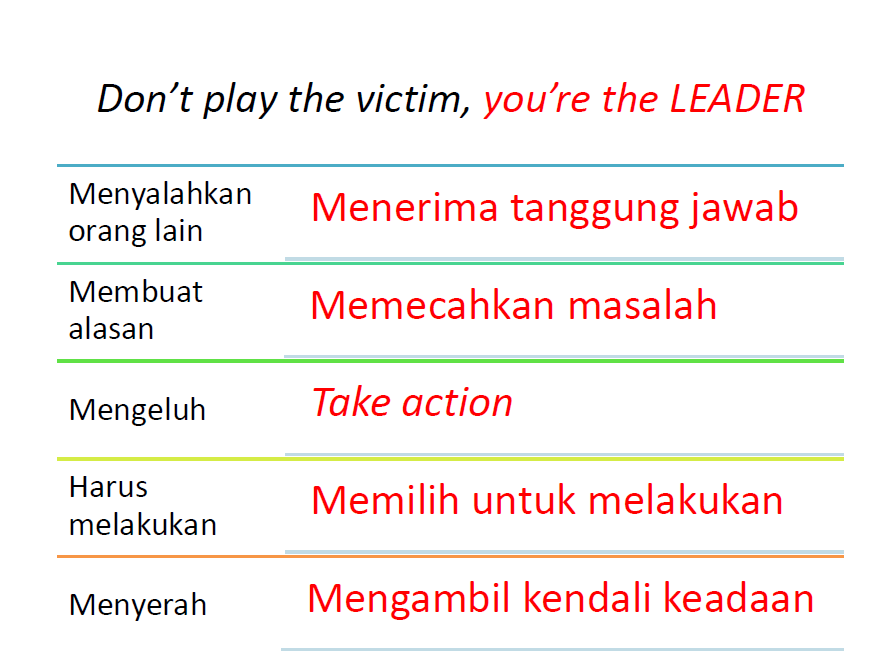 Don't play the victim, you're the LEADER
Menyalahkan
orang lain
Menerima tanggung jawab
Membuat
alasan
Memecahkan masalah
Mengeluh
Take action
Harus
melakukan
Memilih untuk melakukan
Menyerah
Mengambil kendali keadaan